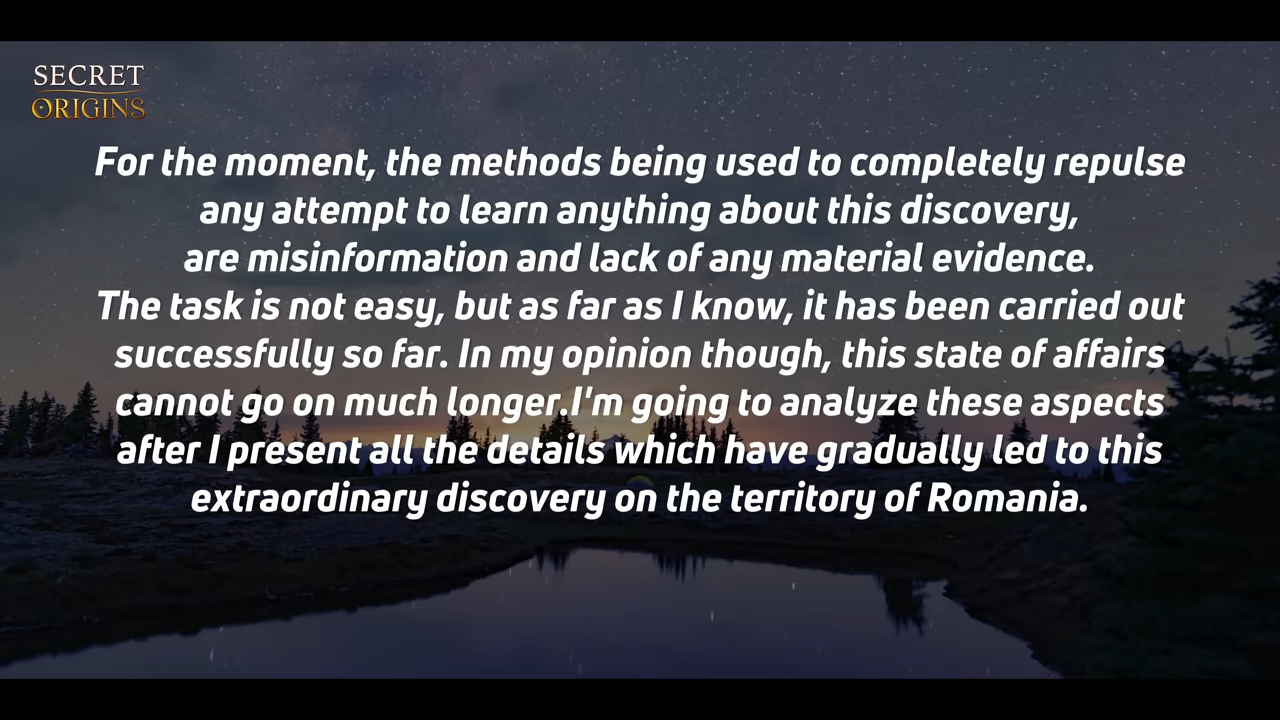 SECRET
ORIGINS
For the moment, the methods being used to completely repulse
any attempt to learn anything about this discovery,
are misinformation and lack of any material evidence.
The task is not easy, but as far as I know, it has been carried out
successfully so far. In my opinion though, this state of affairs
cannot go on much longer.I'm going to analyze these aspects
after I present all the details which have gradually led to this
extraordinary discovery on the territory of Romania.